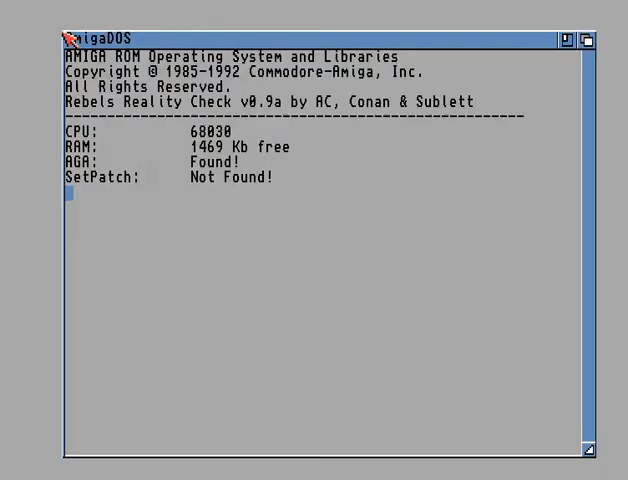 AmigaDOS
AMIGA ROM Operating System and Libraries
Copyright © 1985-1992 Commodore-Amiga, Inc.
All Rights Reserved.
Rebels Reality Check v0.9a by AC, Conan & Sublett
-------------------------------------------------------
CPU: 68030
RAM: 1469 Kb free
AGA: Found!
SetPatch: Not Found!